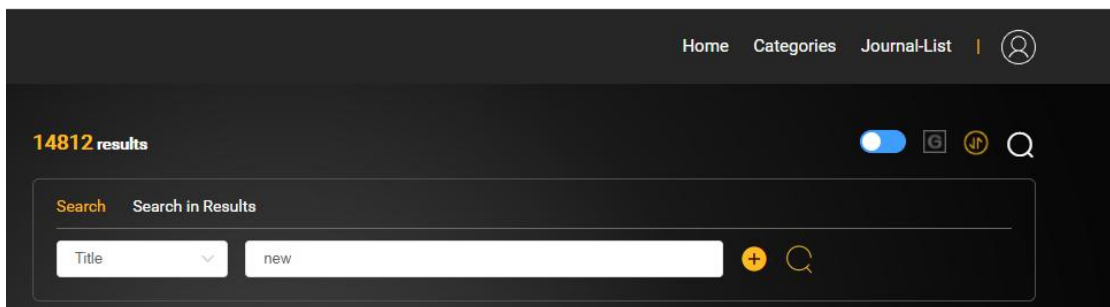 Home Categories Journal-List |
14812 results
G
Search Search in Results
Title new